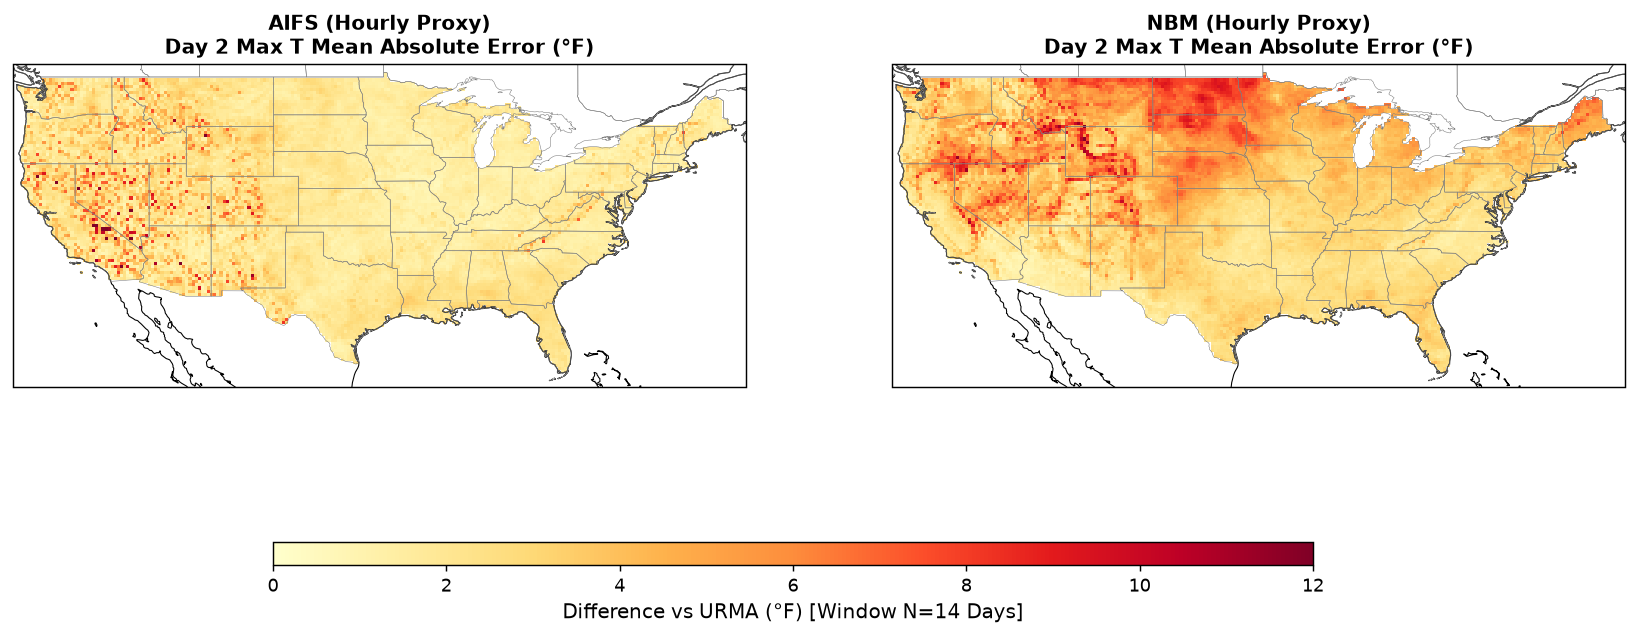 AIFS (Hourly Proxy)
Day 2 Max T Mean Absolute Error (°F)
NBM (Hourly Proxy)
Day 2 Max T Mean Absolute Error (°F)
0 2 4 6 8 10 12
Difference vs URMA (°F) [Window N=14 Days]